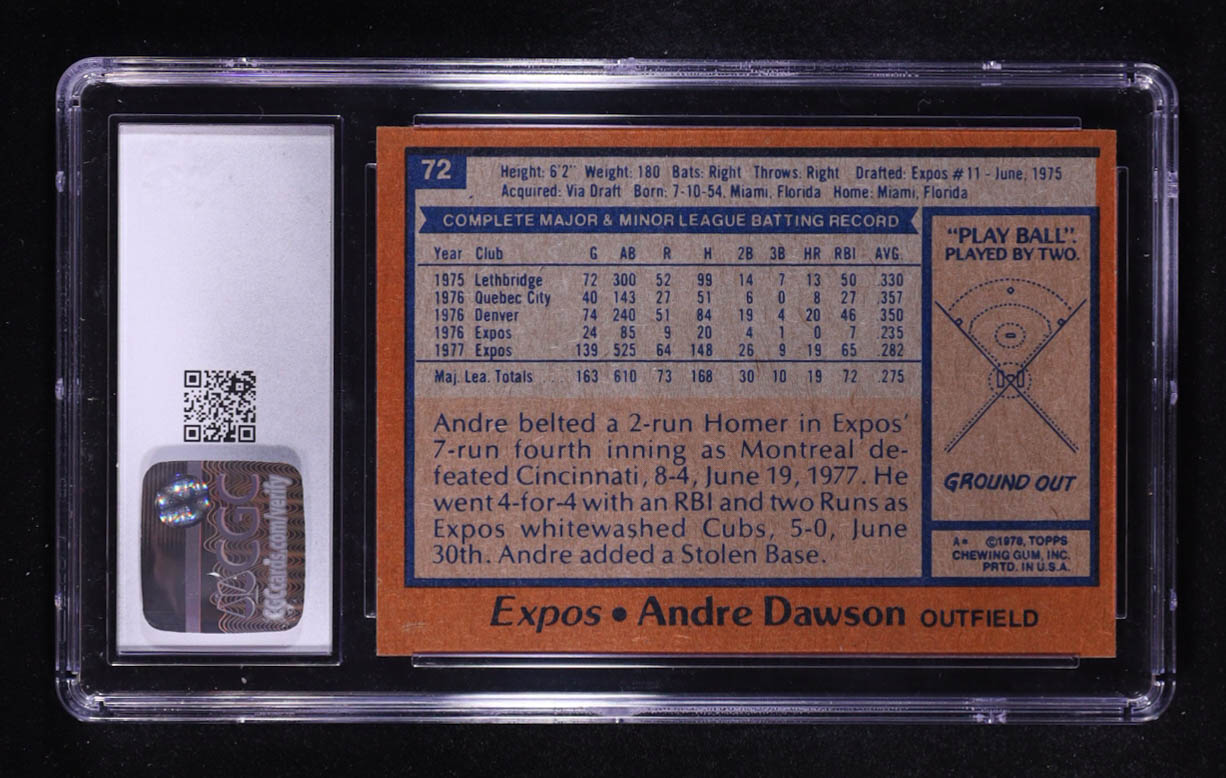 72
Height: 6'2" Weight: 180 Bats: Right Throws: Right Drafted: Expos #11 - June, 1975
Acquired: Via Draft Born: 7-10-54, Miami, Florida Home: Miami, Florida
COMPLETE MAJOR & MINOR LEAGUE BATTING RECORD
Year Club G AB R H 2B 3B HR RBI AVG.
1975 Lethbridge 72 300 52 99 14 7 13 50 .330
1976 Quebec City 40 143 27 51 6 0 8 27 .357
1976 Denver 74 240 51 84 19 4 20 46 .350
1976 Expos 24 85 9 20 4 1 0 7 .235
1977 Expos 139 525 64 148 26 9 19 65 .282
Maj. Lea. Totals .... 163 610 73 168 30 10 19 72 .275
Andre belted a 2-run Homer in Expos'
7-run fourth inning as Montreal de-
feated Cincinnati, 8-4, June 19, 1977. He
went 4-for-4 with an RBI and two Runs as
Expos whitewashed Cubs, 5-0, June
30th. Andre added a Stolen Base.
"PLAY BALL".
PLAYED BY TWO.
GROUND OUT
A* ©1978, TOPPS
CHEWING GUM, INC.
PRTD. IN U.S.A.
Expos • Andre Dawson OUTFIELD
CGC
CGCcards.com/verify